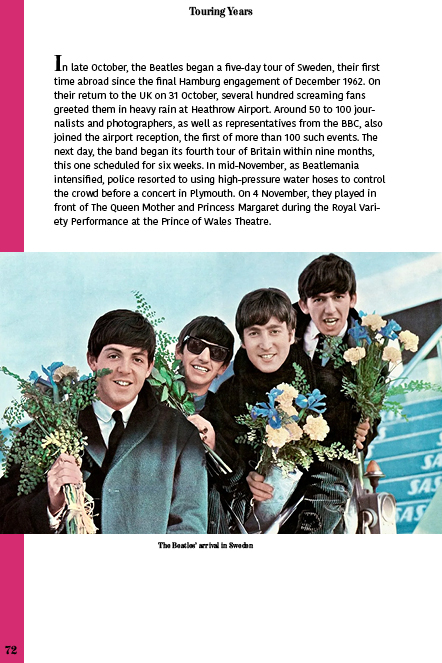 Touring Years
In late October, the Beatles began a five-day tour of Sweden, their first
time abroad since the final Hamburg engagement of December 1962. On
their return to the UK on 31 October, several hundred screaming fans
greeted them in heavy rain at Heathrow Airport. Around 50 to 100 jour-
nalists and photographers, as well as representatives from the BBC, also
joined the airport reception, the first of more than 100 such events. The
next day, the band began its fourth tour of Britain within nine months,
this one scheduled for six weeks. In mid-November, as Beatlemania
intensified, police resorted to using high-pressure water hoses to control
the crowd before a concert in Plymouth. On 4 November, they played in
front of The Queen Mother and Princess Margaret during the Royal Vari-
ety Performance at the Prince of Wales Theatre.
SAS
SAS
The Beatles' arrival in Sweden
72